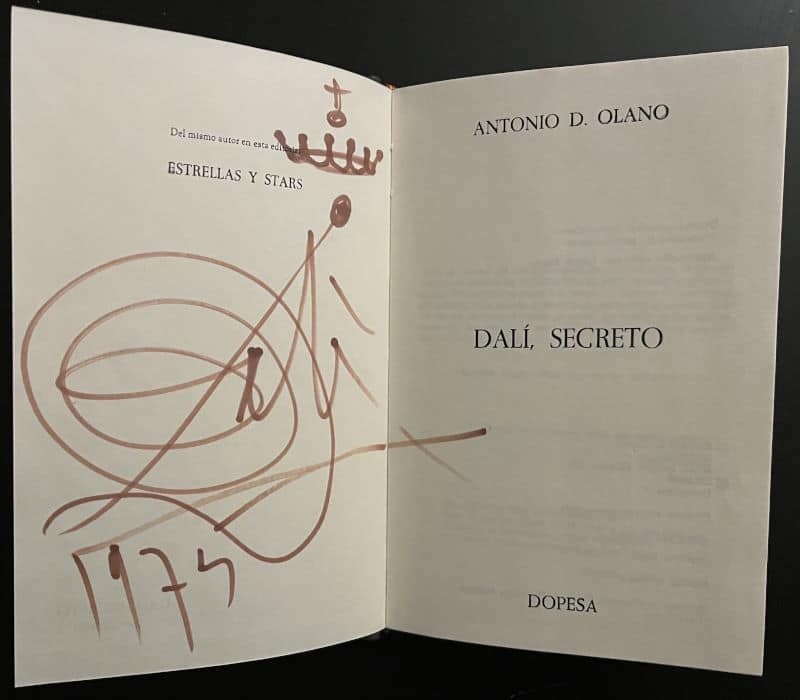 Del mismo autor en esta editorial
ESTRELLAS Y STARS
Dalí
1975
ANTONIO D. OLANO
DALÍ, SECRETO
DOPESA